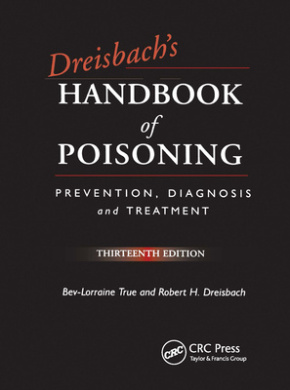 Dreisbach's
HANDBOOK
of
POISONING
PREVENTION, DIAGNOSIS
and TREATMENT
THIRTEENTH EDITION
Bev-Lorraine True and Robert H. Dreisbach
CRC
CRC Press
Taylor & Francis Group